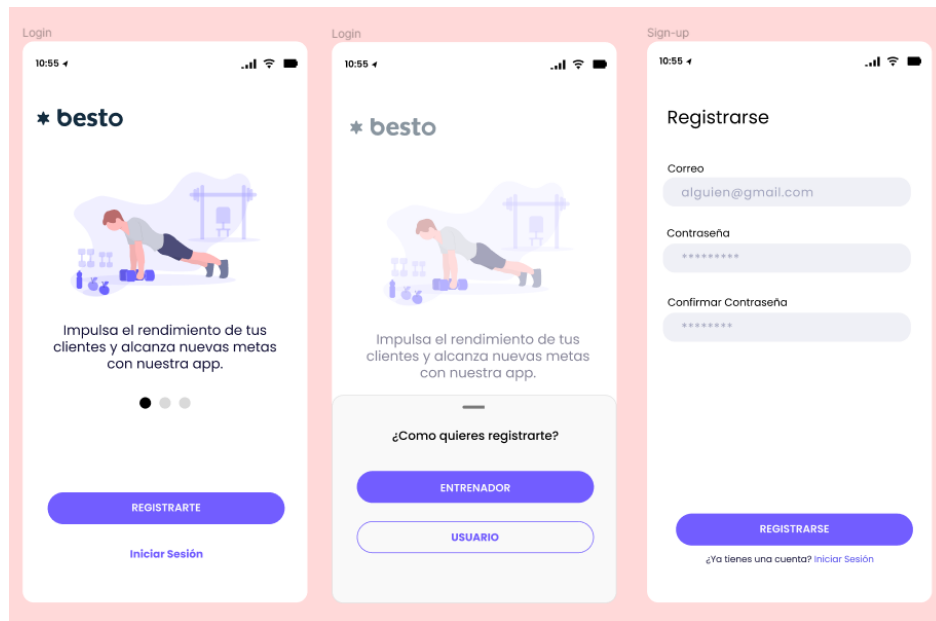 Login
10:55
besto
Impulsa el rendimiento de tus
clientes y alcanza nuevas metas
con nuestra app.
REGISTRARTE
Iniciar Sesión
Login
10:55
besto
Impulsa el rendimiento de tus
clientes y alcanza nuevas metas
con nuestra app.
¿Como quieres registrarte?
ENTRENADOR
USUARIO
Sign-up
10:55
Registrarse
Correo
alguien@gmail.com
Contraseña
*********
Confirmar Contraseña
********
REGISTRARSE
¿Ya tienes una cuenta? Iniciar Sesión